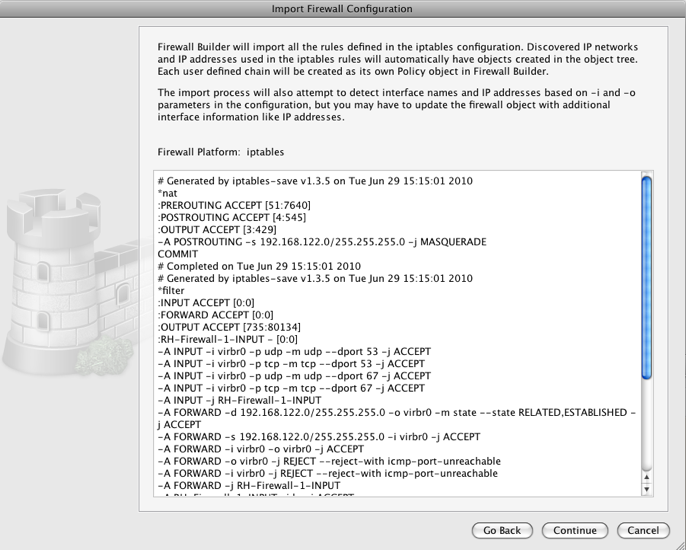 Import Firewall Configuration
Firewall Builder will import all the rules defined in the iptables configuration. Discovered IP networks
and IP addresses used in the iptables rules will automatically have objects created in the object tree.
Each user defined chain will be created as its own Policy object in Firewall Builder.
The import process will also attempt to detect interface names and IP addresses based on -i and -o
parameters in the configuration, but you may have to update the firewall object with additional
interface information like IP addresses.
Firewall Platform: iptables
# Generated by iptables-save v1.3.5 on Tue Jun 29 15:15:01 2010
*nat
:PREROUTING ACCEPT [51:7640]
:POSTROUTING ACCEPT [4:545]
:OUTPUT ACCEPT [3:429]
-A POSTROUTING -s 192.168.122.0/255.255.255.0 -j MASQUERADE
COMMIT
# Completed on Tue Jun 29 15:15:01 2010
# Generated by iptables-save v1.3.5 on Tue Jun 29 15:15:01 2010
*filter
:INPUT ACCEPT [0:0]
:FORWARD ACCEPT [0:0]
:OUTPUT ACCEPT [735:80134]
:RH-Firewall-1-INPUT - [0:0]
-A INPUT -i virbr0 -p udp -m udp --dport 53 -j ACCEPT
-A INPUT -i virbr0 -p tcp -m tcp --dport 53 -j ACCEPT
-A INPUT -i virbr0 -p udp -m udp --dport 67 -j ACCEPT
-A INPUT -i virbr0 -p tcp -m tcp --dport 67 -j ACCEPT
-A INPUT -j RH-Firewall-1-INPUT
-A FORWARD -d 192.168.122.0/255.255.255.0 -o virbr0 -m state --state RELATED,ESTABLISHED -
j ACCEPT
-A FORWARD -s 192.168.122.0/255.255.255.0 -i virbr0 -j ACCEPT
-A FORWARD -i virbr0 -o virbr0 -j ACCEPT
-A FORWARD -o virbr0 -j REJECT --reject-with icmp-port-unreachable
-A FORWARD -i virbr0 -j REJECT --reject-with icmp-port-unreachable
-A FORWARD -j RH-Firewall-1-INPUT
Go Back
Continue
Cancel